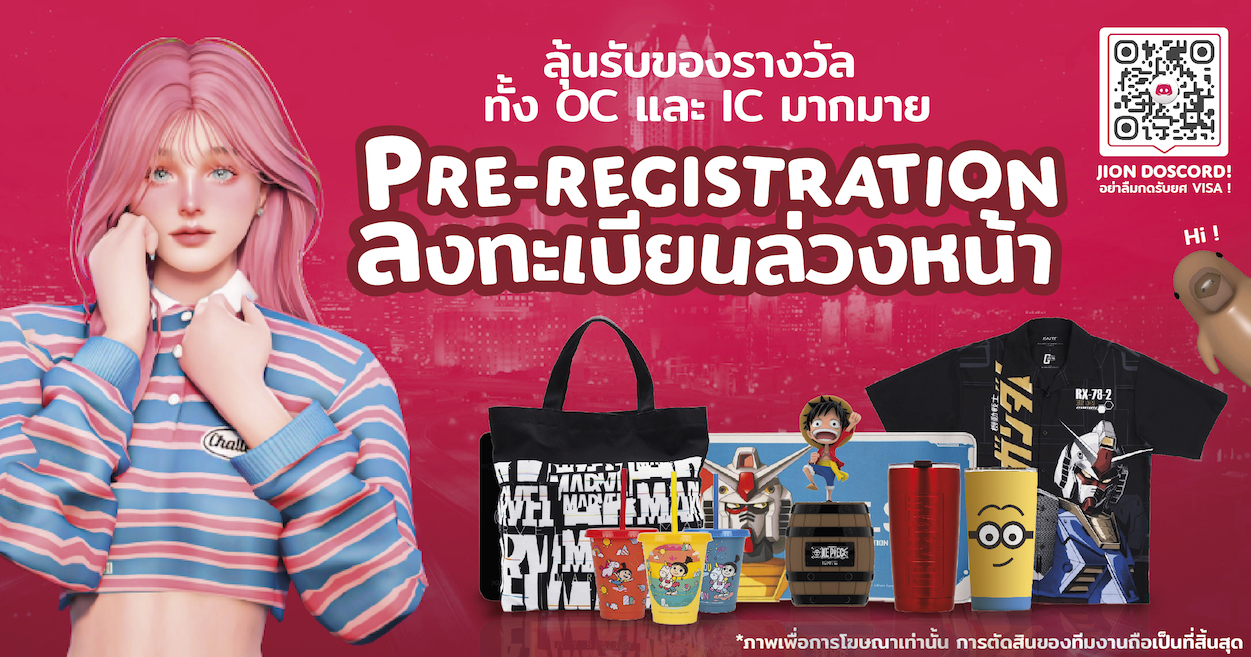 ลุ้นรับของรางวัล
ทั้ง OC และ IC มากมาย
PRE-REGISTRATION
ลงทะเบียนล่วงหน้า
JION DOSCORD!
อย่าลืมกดรับยศ VISA !
Hi !
RX-78-2
機動戦士
ONE PIECE
MARVEL
*ภาพเพื่อการโฆษณาเท่านั้น การตัดสินของทีมงานถือเป็นที่สิ้นสุด